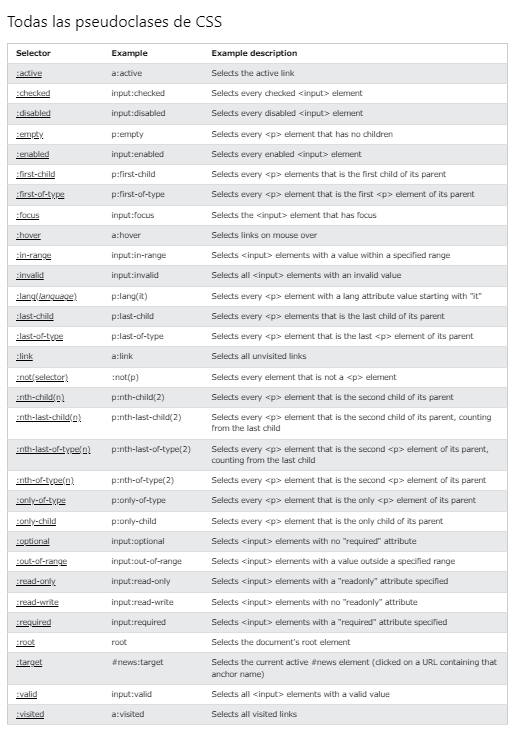 Todas las pseudoclases de CSS
Selector Example Example description
:active a:active Selects the active link
:checked input:checked Selects every checked <input> element
:disabled input:disabled Selects every disabled <input> element
:empty p:empty Selects every <p> element that has no children
:enabled input:enabled Selects every enabled <input> element
:first-child p:first-child Selects every <p> elements that is the first child of its parent
:first-of-type p:first-of-type Selects every <p> element that is the first <p> element of its parent
:focus input:focus Selects the <input> element that has focus
:hover a:hover Selects links on mouse over
:in-range input:in-range Selects <input> elements with a value within a specified range
:invalid input:invalid Selects all <input> elements with an invalid value
:lang(language) p:lang(it) Selects every <p> element with a lang attribute value starting with "it"
:last-child p:last-child Selects every <p> elements that is the last child of its parent
:last-of-type p:last-of-type Selects every <p> element that is the last <p> element of its parent
:link a:link Selects all unvisited links
:not(selector) :not(p) Selects every element that is not a <p> element
:nth-child(n) p:nth-child(2) Selects every <p> element that is the second child of its parent
:nth-last-child(n) p:nth-last-child(2) Selects every <p> element that is the second child of its parent, counting
from the last child
:nth-last-of-type(n) p:nth-last-of-type(2) Selects every <p> element that is the second <p> element of its parent,
counting from the last child
:nth-of-type(n) p:nth-of-type(2) Selects every <p> element that is the second <p> element of its parent
:only-of-type p:only-of-type Selects every <p> element that is the only <p> element of its parent
:only-child p:only-child Selects every <p> element that is the only child of its parent
:optional input:optional Selects <input> elements with no "required" attribute
:out-of-range input:out-of-range Selects <input> elements with a value outside a specified range
:read-only input:read-only Selects <input> elements with a "readonly" attribute specified
:read-write input:read-write Selects <input> elements with no "readonly" attribute
:required input:required Selects <input> elements with a "required" attribute specified
:root root Selects the document's root element
:target #news:target Selects the current active #news element (clicked on a URL containing that
anchor name)
:valid input:valid Selects all <input> elements with a valid value
:visited a:visited Selects all visited links